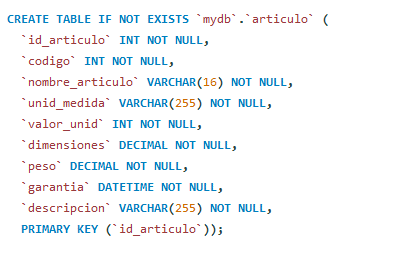 CREATE TABLE IF NOT EXISTS `mydb`.`articulo` (
`id_articulo` INT NOT NULL,
`codigo` INT NOT NULL,
`nombre_articulo` VARCHAR(16) NOT NULL,
`unid_medida` VARCHAR(255) NOT NULL,
`valor_unid` INT NOT NULL,
`dimensiones` DECIMAL NOT NULL,
`peso` DECIMAL NOT NULL,
`garantia` DATETIME NOT NULL,
`descripcion` VARCHAR(255) NOT NULL,
PRIMARY KEY (`id_articulo`));